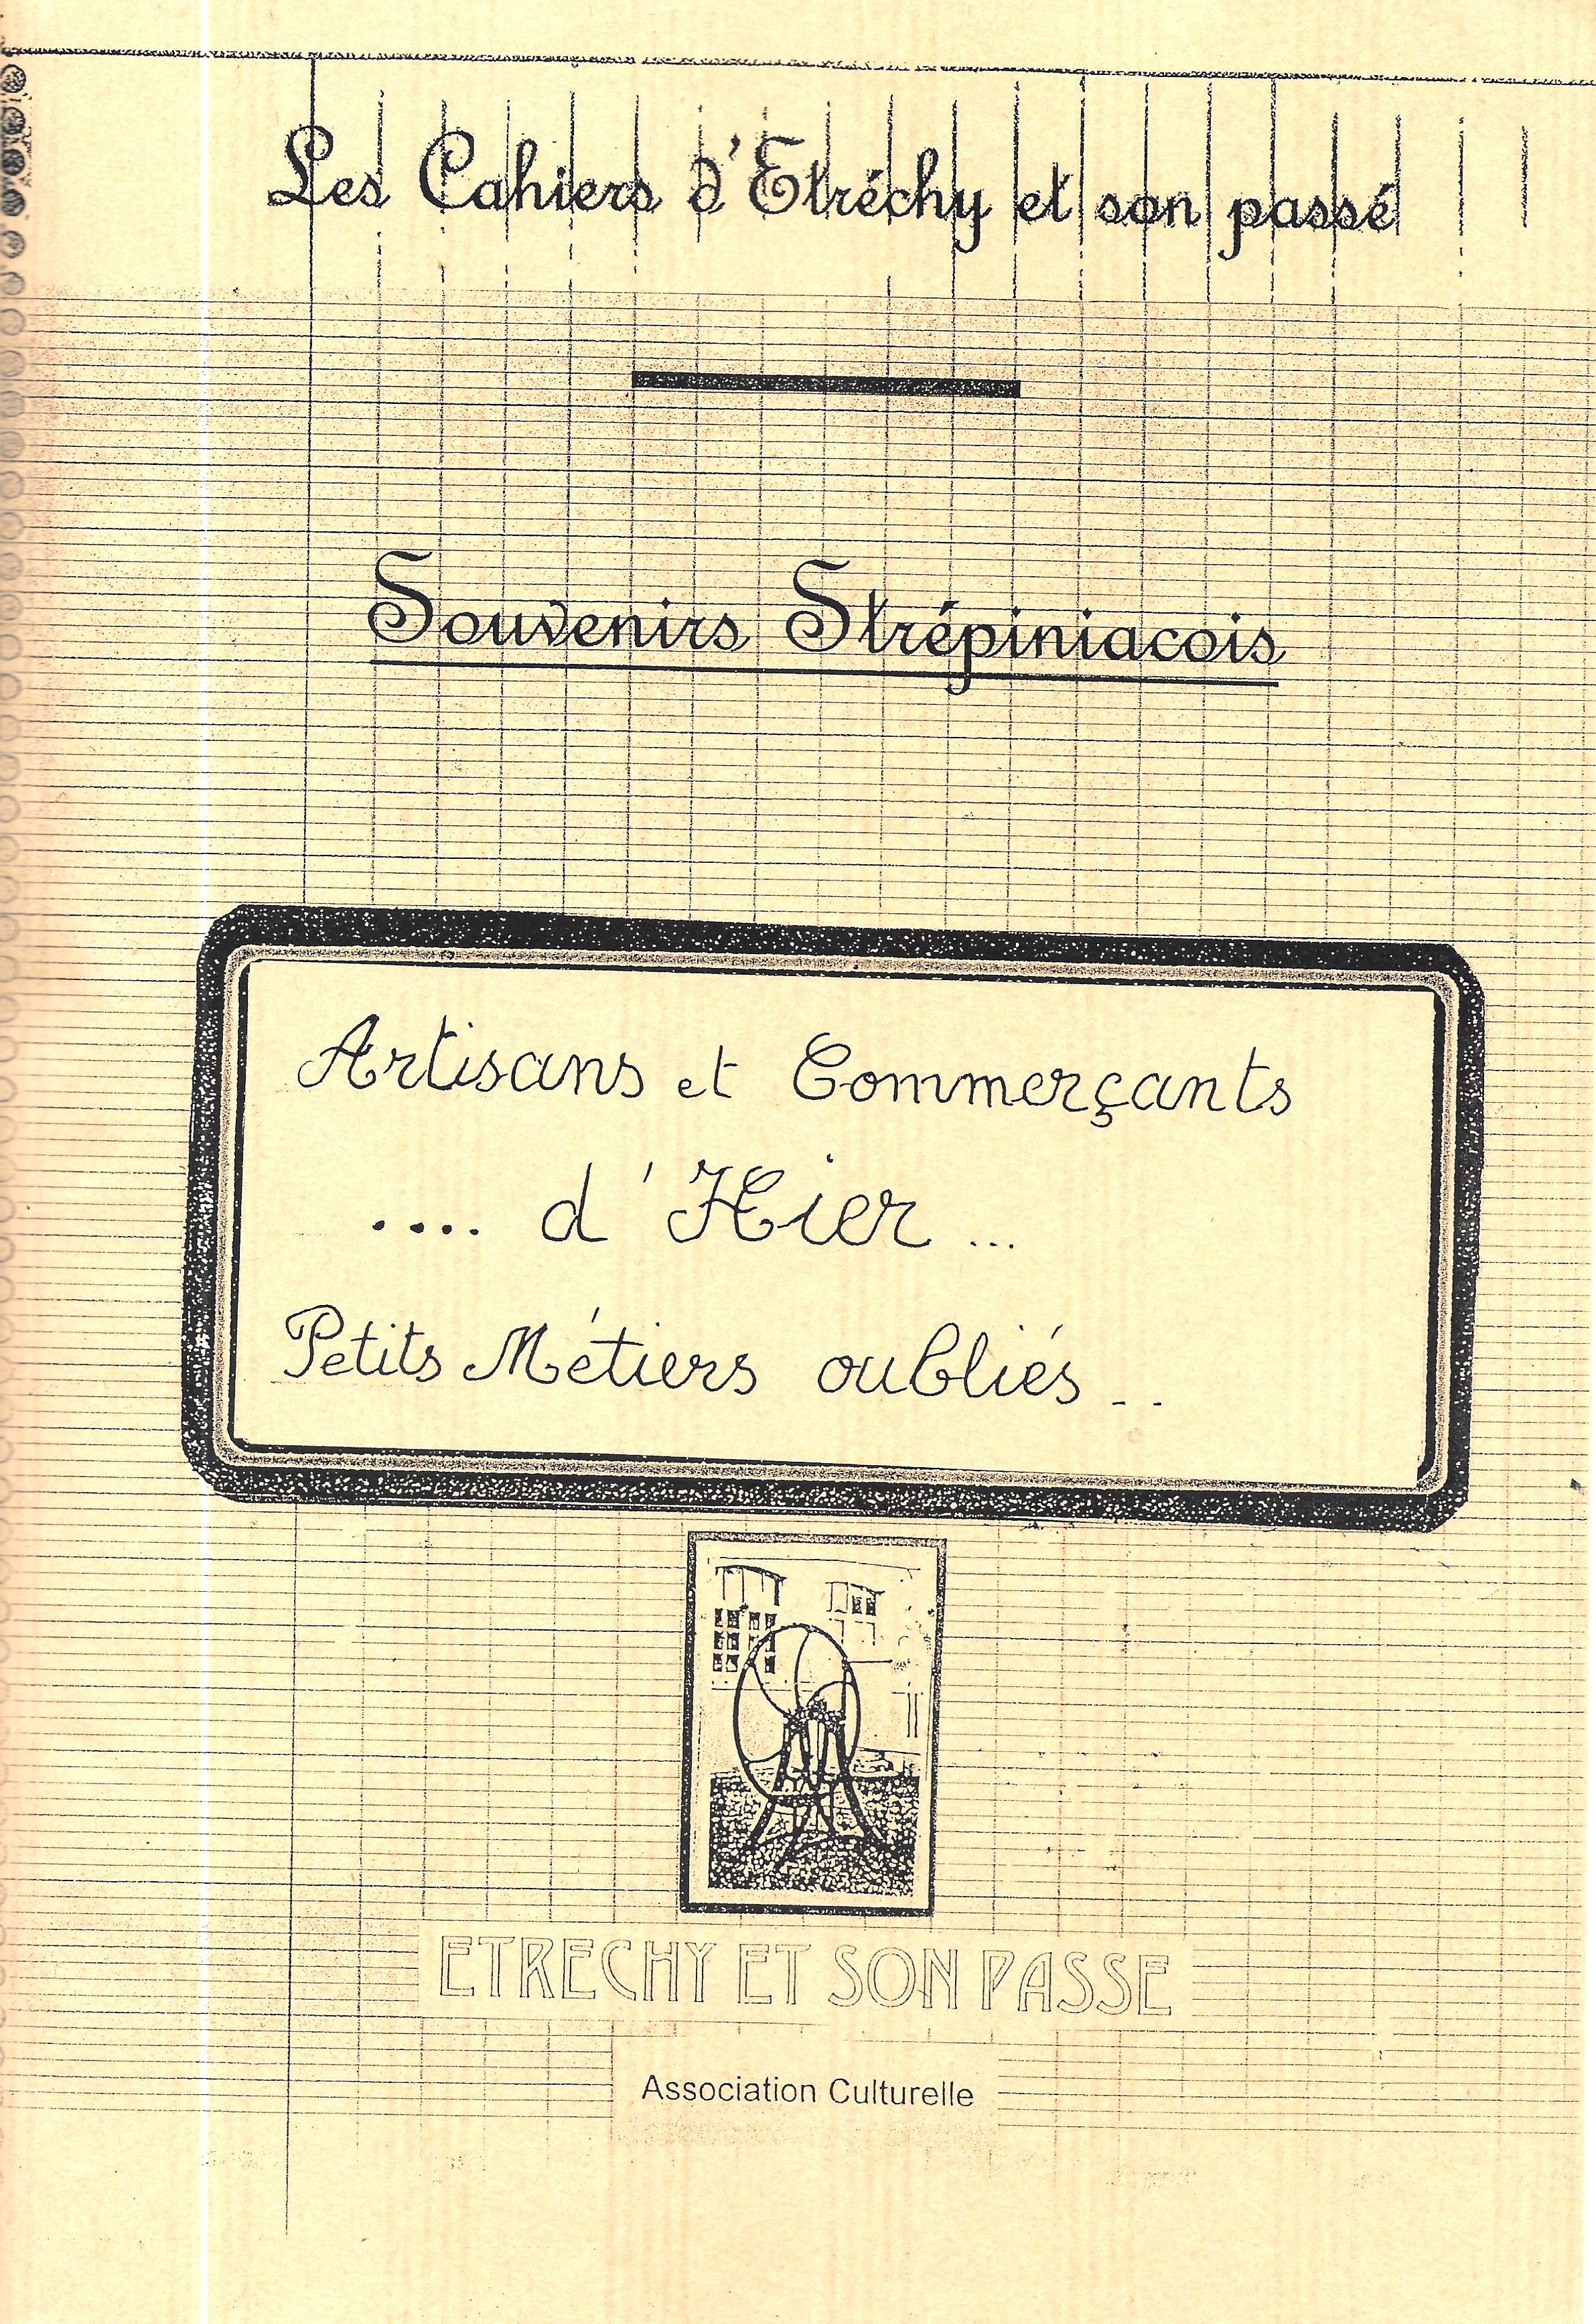 Les Cahiers d'Etréchy et son passé
Souvenirs Strépiniacois
Artisans et Commerçants
.... d'Hier ...
Petits Métiers oubliés ..
ETRECHY ET SON PASSE
Association Culturelle